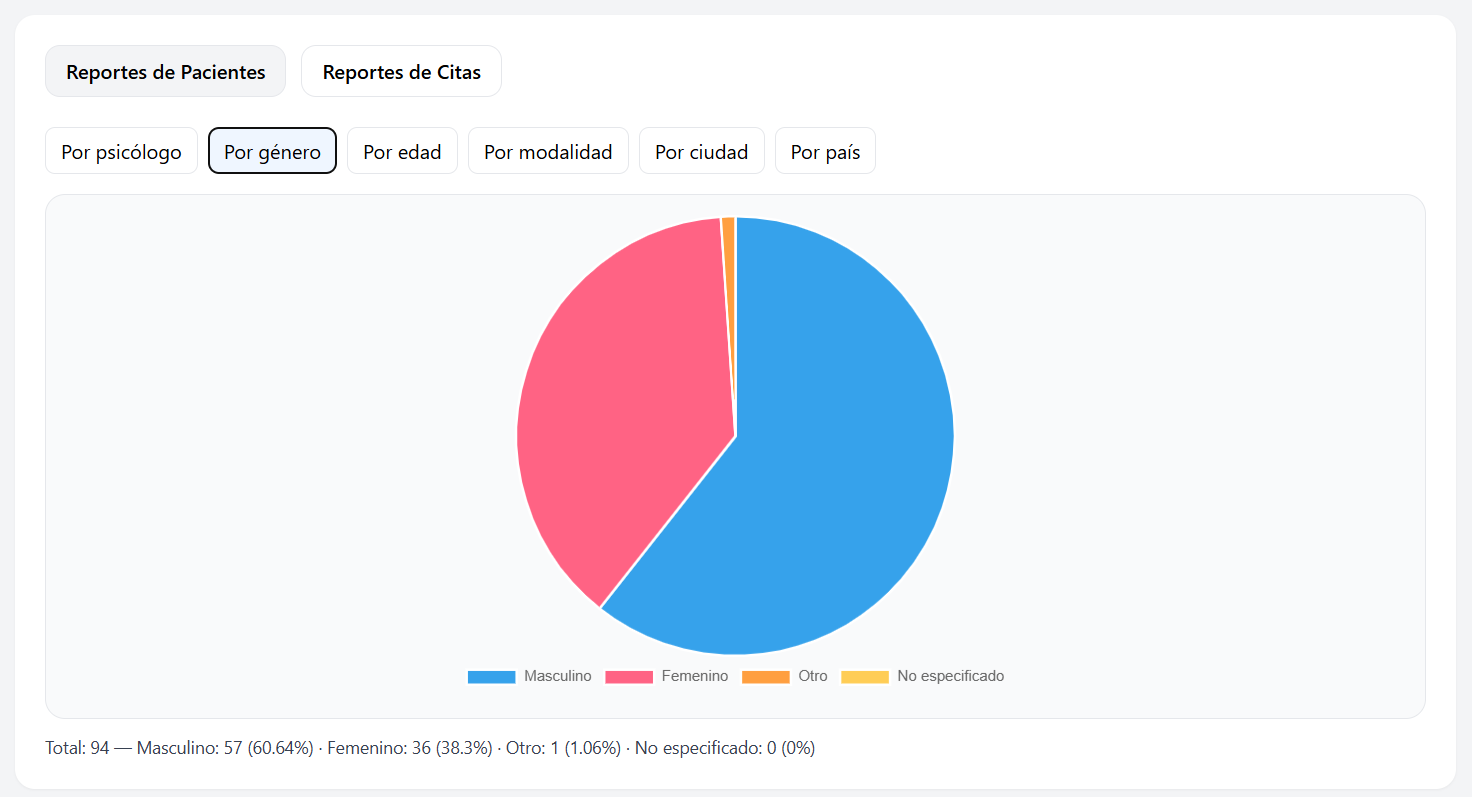 Reportes de Pacientes Reportes de Citas
Por psicólogo Por género Por edad Por modalidad Por ciudad Por país
Masculino Femenino Otro No especificado
Total: 94 — Masculino: 57 (60.64%) · Femenino: 36 (38.3%) · Otro: 1 (1.06%) · No especificado: 0 (0%)